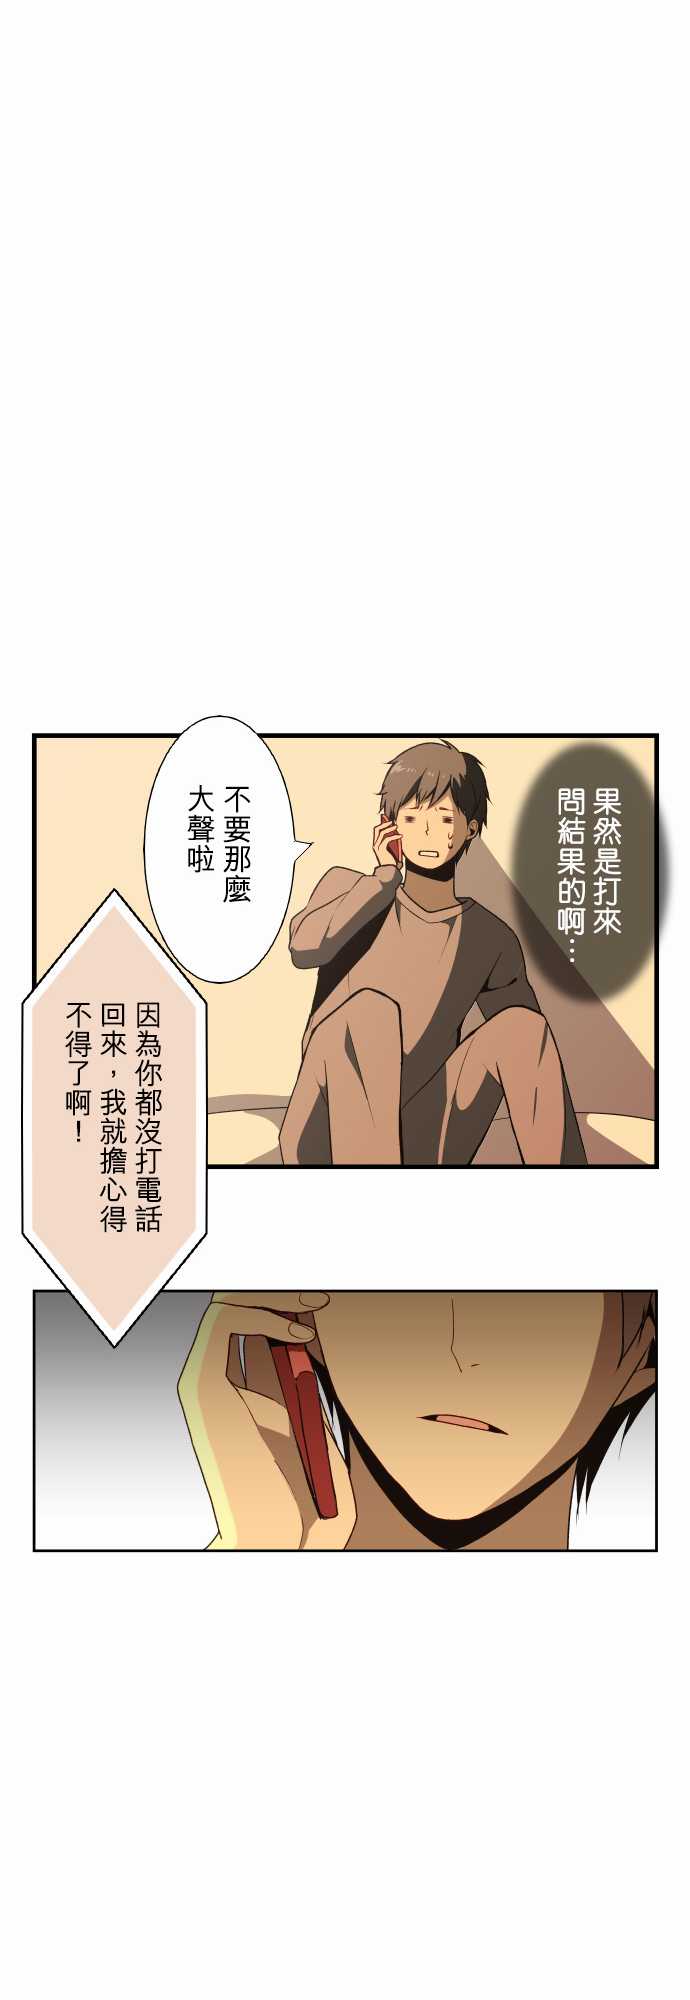 果然是打來
問結果的啊…
不要那麼
大聲啦
因為你都沒打電話
回來，我就擔心得
不得了啊！